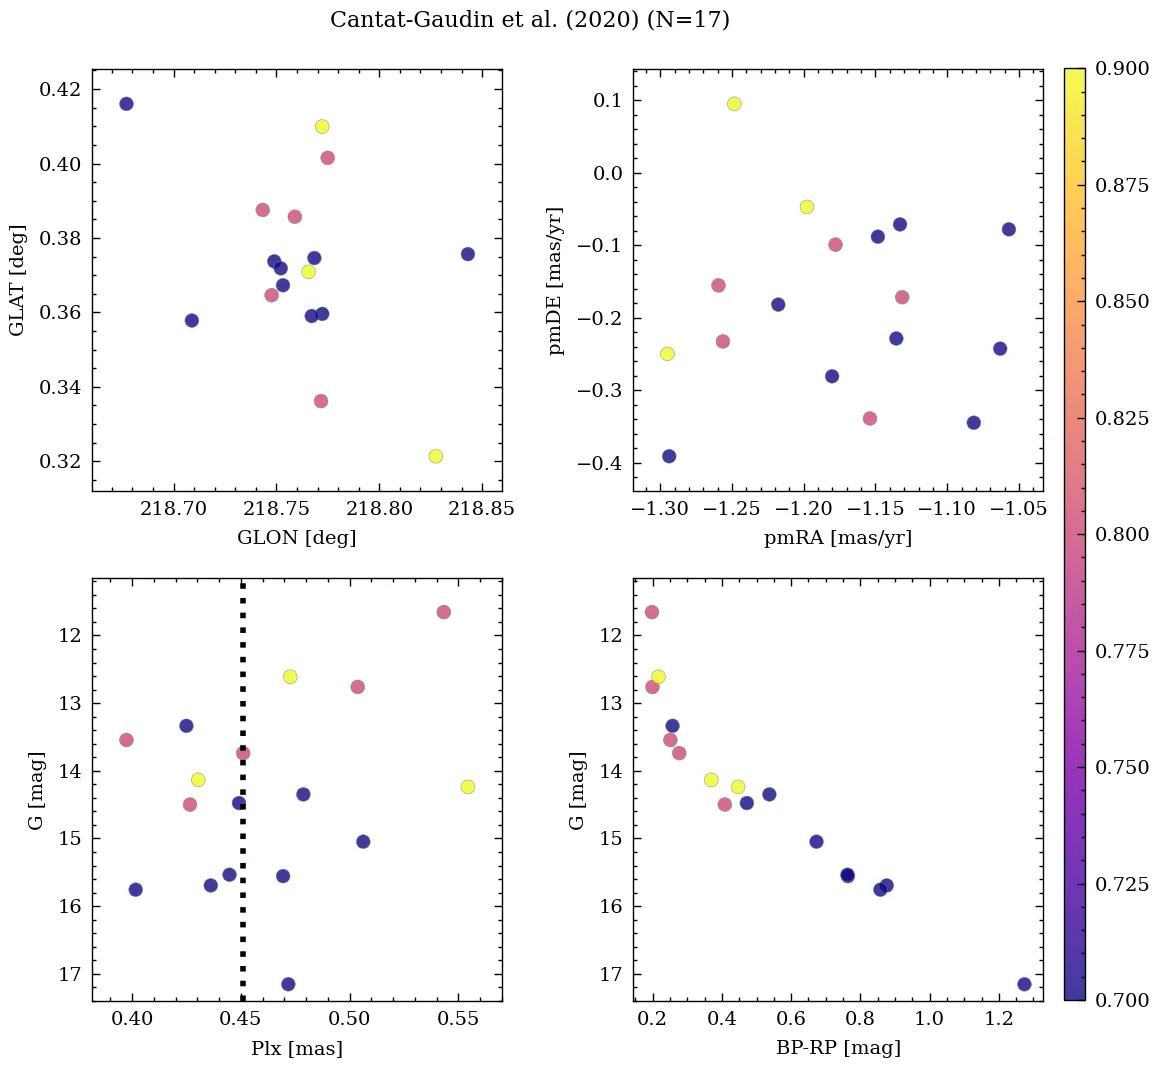 Cantat-Gaudin et al. (2020) (N=17)
0.42
0.40
0.38
0.36
0.34
0.32
GLAT [deg]
218.70 218.75 218.80 218.85
GLON [deg]
0.1
0.0
−0.1
−0.2
−0.3
−0.4
pmDE [mas/yr]
−1.30 −1.25 −1.20 −1.15 −1.10 −1.05
pmRA [mas/yr]
12
13
14
15
16
17
G [mag]
0.40 0.45 0.50 0.55
Plx [mas]
12
13
14
15
16
17
G [mag]
0.2 0.4 0.6 0.8 1.0 1.2
BP-RP [mag]
0.900
0.875
0.850
0.825
0.800
0.775
0.750
0.725
0.700